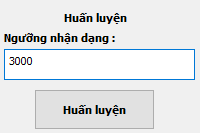 Huấn luyện
Ngưỡng nhận dạng :
3000
Huấn luyện